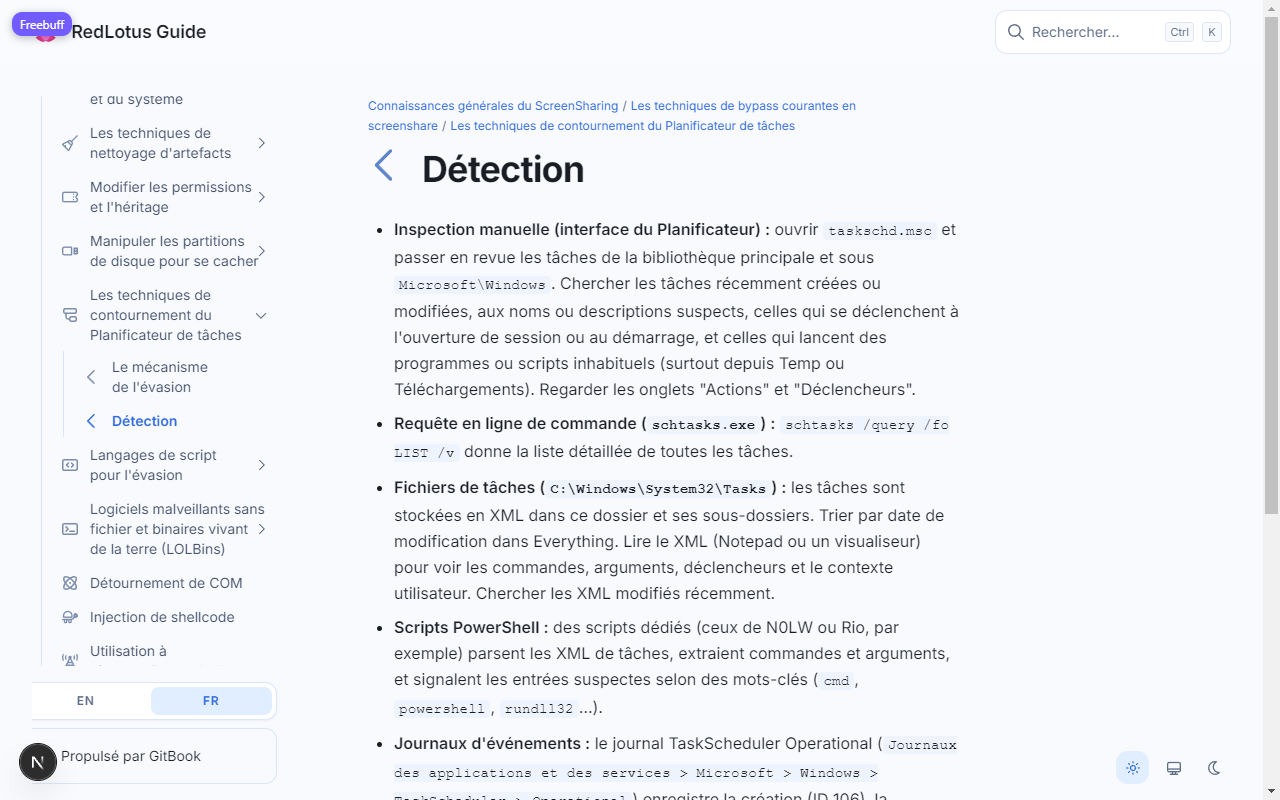 Freebuff
RedLotus Guide
Rechercher...
Ctrl
K
et du système
Les techniques de
nettoyage d'artefacts
Modifier les permissions
et l'héritage
Manipuler les partitions
de disque pour se cacher
Les techniques de
contournement du
Planificateur de tâches
Le mécanisme
de l'évasion
Détection
Langages de script
pour l'évasion
Logiciels malveillants sans
fichier et binaires vivant
de la terre (LOLBins)
Détournement de COM
Injection de shellcode
Utilisation à
EN
FR
N
Propulsé par GitBook
Connaissances générales du ScreenSharing / Les techniques de bypass courantes en
screenshare / Les techniques de contournement du Planificateur de tâches
Détection
• Inspection manuelle (interface du Planificateur) : ouvrir taskschd.msc et
passer en revue les tâches de la bibliothèque principale et sous
Microsoft\Windows. Chercher les tâches récemment créées ou
modifiées, aux noms ou descriptions suspects, celles qui se déclenchent à
l'ouverture de session ou au démarrage, et celles qui lancent des
programmes ou scripts inhabituels (surtout depuis Temp ou
Téléchargements). Regarder les onglets "Actions" et "Déclencheurs".
• Requête en ligne de commande ( schtasks.exe ) : schtasks /query /fo
LIST /v donne la liste détaillée de toutes les tâches.
• Fichiers de tâches ( C:\Windows\System32\Tasks ) : les tâches sont
stockées en XML dans ce dossier et ses sous-dossiers. Trier par date de
modification dans Everything. Lire le XML (Notepad ou un visualiseur)
pour voir les commandes, arguments, déclencheurs et le contexte
utilisateur. Chercher les XML modifiés récemment.
• Scripts PowerShell : des scripts dédiés (ceux de N0LW ou Rio, par
exemple) parsent les XML de tâches, extraient commandes et arguments,
et signalent les entrées suspectes selon des mots-clés ( cmd ,
powershell , rundll32 ...).
• Journaux d'événements : le journal TaskScheduler Operational ( Journaux
des applications et des services > Microsoft > Windows >
TaskScheduler > Operational ) enregistre la création (ID 106), la